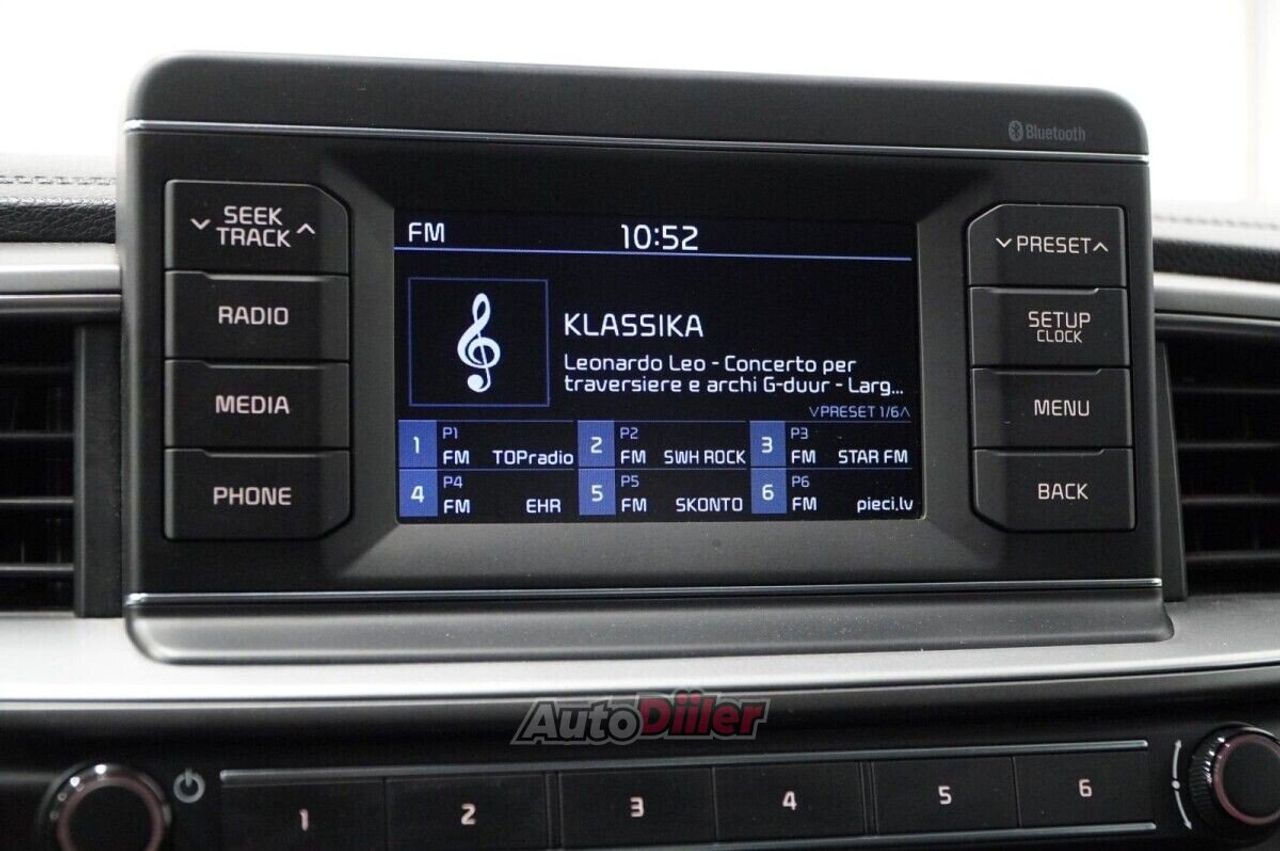 Bluetooth
SEEK
TRACK
RADIO
MEDIA
PHONE
FM 10:52
KLASSIKA
Leonardo Leo - Concerto per
traversiere e archi G-duur - Larg...
PRESET 1/6
1 P1 FM TOPradio
2 P2 FM SWH ROCK
3 P3 FM STAR FM
4 P4 FM EHR
5 P5 FM SKONTO
6 P6 FM pieci.lv
PRESET
SETUP
CLOCK
MENU
BACK
AutoDiiler
1 2 3 4 5 6